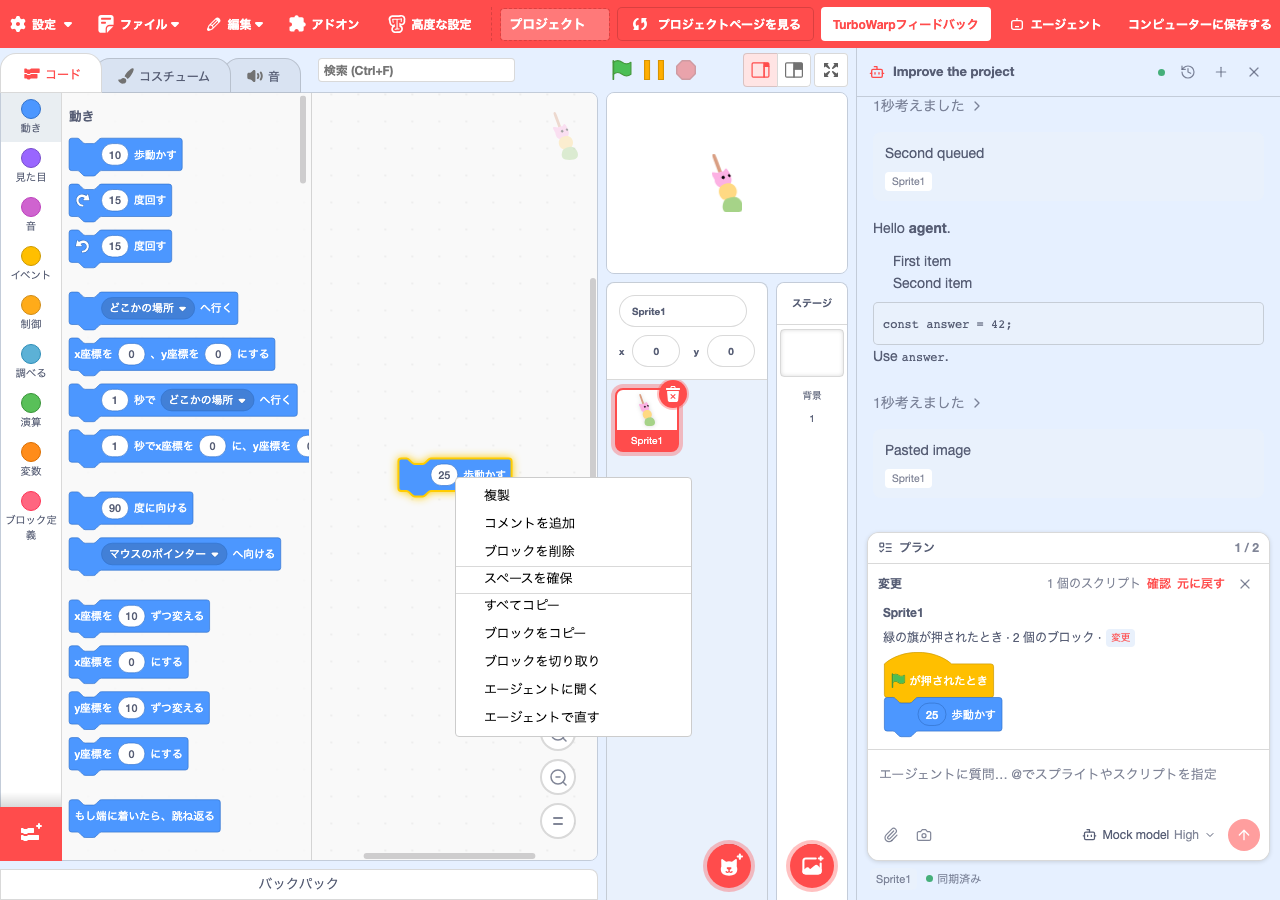 設定
ファイル
編集
アドオン
高度な設定
プロジェクト
プロジェクトページを見る
TurboWarpフィードバック
エージェント
コンピューターに保存する
コード
コスチューム
音
検索 (Ctrl+F)
動き
見た目
音
イベント
制御
調べる
演算
変数
ブロック定義
動き
10 歩動かす
15 度回す
15 度回す
どこかの場所 へ行く
x座標を 0 、y座標を 0 にする
1 秒で どこかの場所 へ行く
1 秒でx座標を 0 に、y座標を
90 度に向ける
マウスのポインター へ向ける
x座標を 10 ずつ変える
x座標を 0 にする
y座標を 10 ずつ変える
y座標を 0 にする
もし端に着いたら、跳ね返る
25 歩動かす
複製
コメントを追加
ブロックを削除
スペースを確保
すべてコピー
ブロックをコピー
ブロックを切り取り
エージェントに聞く
エージェントで直す
バックパック
Sprite1
x 0 y 0
Sprite1
ステージ
背景
1
Improve the project
1秒考えました
Second queued
Sprite1
Hello agent.
First item
Second item
const answer = 42;
Use answer.
1秒考えました
Pasted image
Sprite1
プラン 1 / 2
変更 1 個のスクリプト 確認 元に戻す
Sprite1
緑の旗が押されたとき · 2 個のブロック · 変更
が押されたとき
25 歩動かす
エージェントに質問... @でスプライトやスクリプトを指定
Mock model High
Sprite1 同期済み